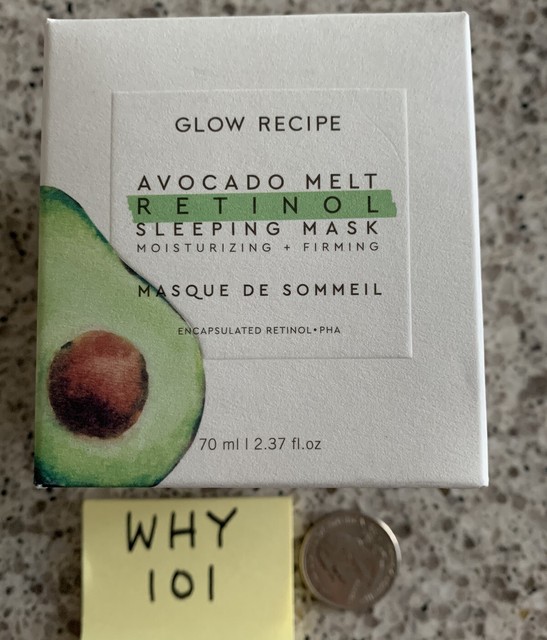 GLOW RECIPE
AVOCADO MELT
RETINOL
SLEEPING MASK
MOISTURIZING + FIRMING
MASQUE DE SOMMEIL
ENCAPSULATED RETINOL•PHA
70 ml | 2.37 fl.oz
WHY
101